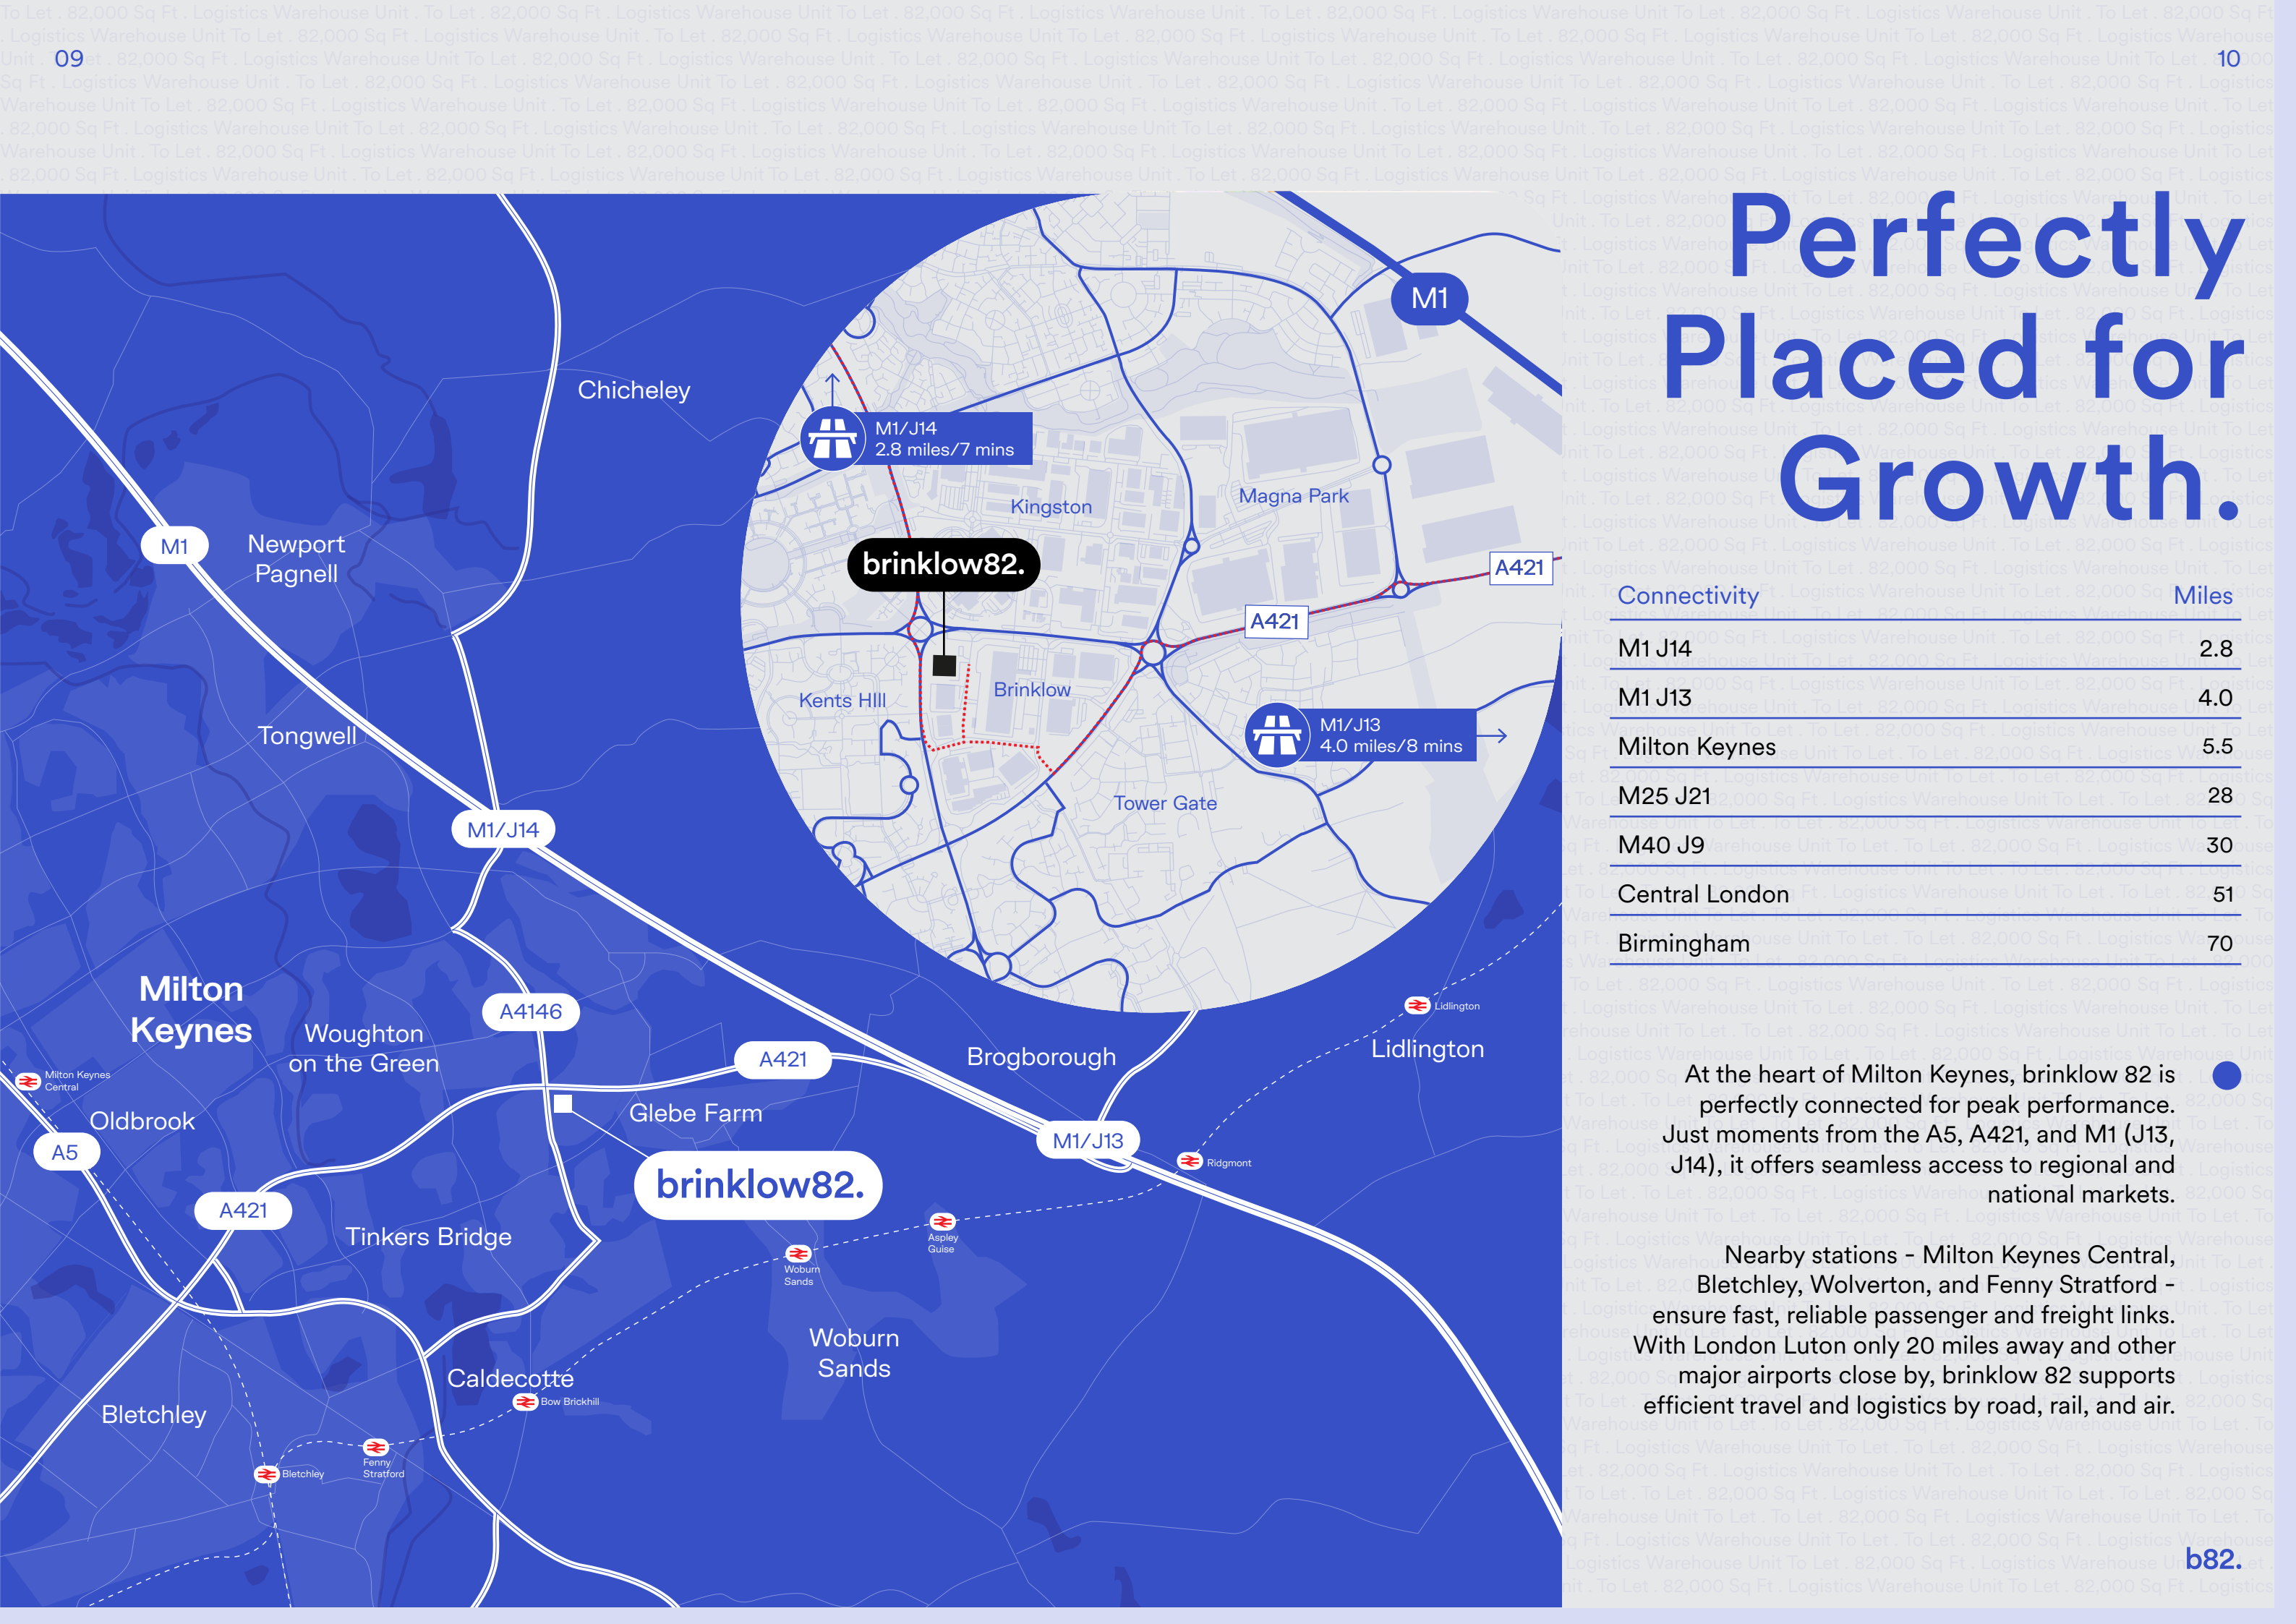 09
10
Perfectly
Placed for
Growth.
Chicheley
M1
Newport
Pagnell
Tongwell
M1/J14
Milton
Keynes
A4146
Woughton
on the Green
A421
Milton Keynes
Central
Oldbrook
A5
Glebe Farm
brinklow82.
A421
Tinkers Bridge
Brogborough
M1/J13
Lidlington
Lidlington
Ridgmont
Aspley
Guise
Woburn
Sands
Woburn
Sands
Caldecotte
Bow Brickhill
Bletchley
Fenny
Stratford
Bletchley
M1
M1/J14
2.8 miles/7 mins
Kingston
Magna Park
brinklow82.
A421
A421
Kents HIll
Brinklow
M1/J13
4.0 miles/8 mins
Tower Gate
Connectivity Miles
M1 J14 2.8
M1 J13 4.0
Milton Keynes 5.5
M25 J21 28
M40 J9 30
Central London 51
Birmingham 70
At the heart of Milton Keynes, brinklow 82 is
perfectly connected for peak performance.
Just moments from the A5, A421, and M1 (J13,
J14), it offers seamless access to regional and
national markets.
Nearby stations - Milton Keynes Central,
Bletchley, Wolverton, and Fenny Stratford -
ensure fast, reliable passenger and freight links.
With London Luton only 20 miles away and other
major airports close by, brinklow 82 supports
efficient travel and logistics by road, rail, and air.
b82.